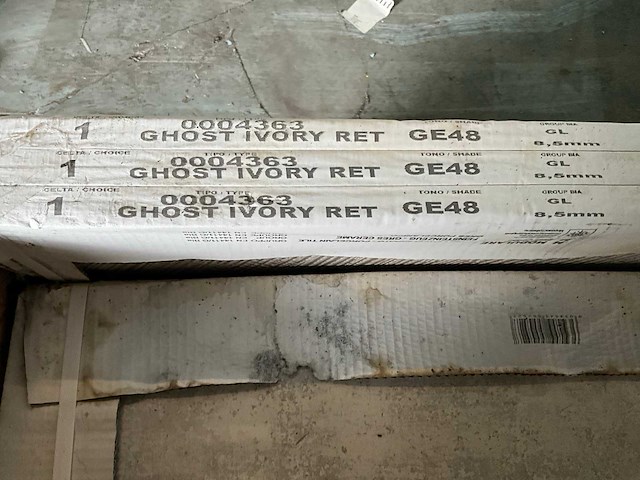 1 0004363 GE48 GL
GHOST IVORY RET 8,5mm
CELTA / CHOICE TIPO / TYPE TONO / SHADE GROUP BIA
1 0004363 GE48 GL
GHOST IVORY RET 8,5mm
CELTA / CHOICE TIPO / TYPE TONO / SHADE GROUP BIA
1 0004363 GE48 GL
GHOST IVORY RET 8,5mm